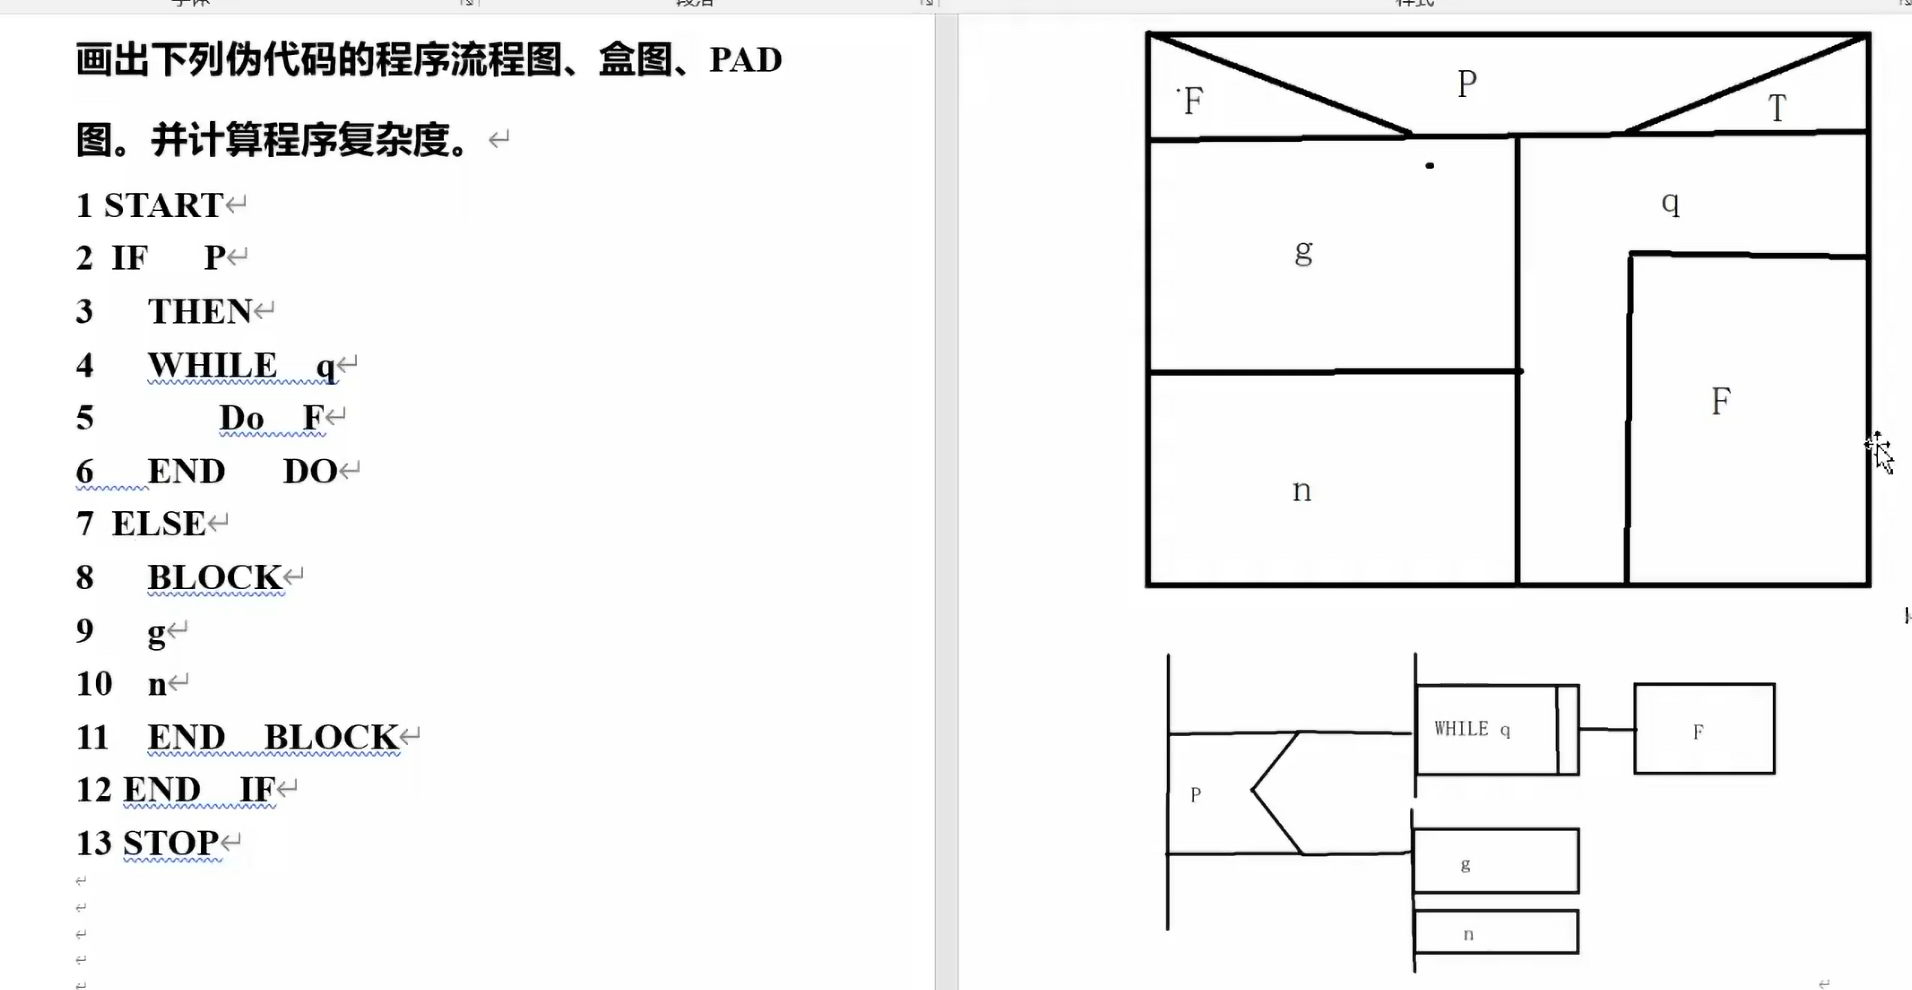 画出下列伪代码的程序流程图、盒图、PAD
图。并计算程序复杂度。
1 START
2 IF P
3 THEN
4 WHILE q
5 Do F
6 END DO
7 ELSE
8 BLOCK
9 g
10 n
11 END BLOCK
12 END IF
13 STOP
F P T
g
q
n
F
WHILE q
F
P
g
n